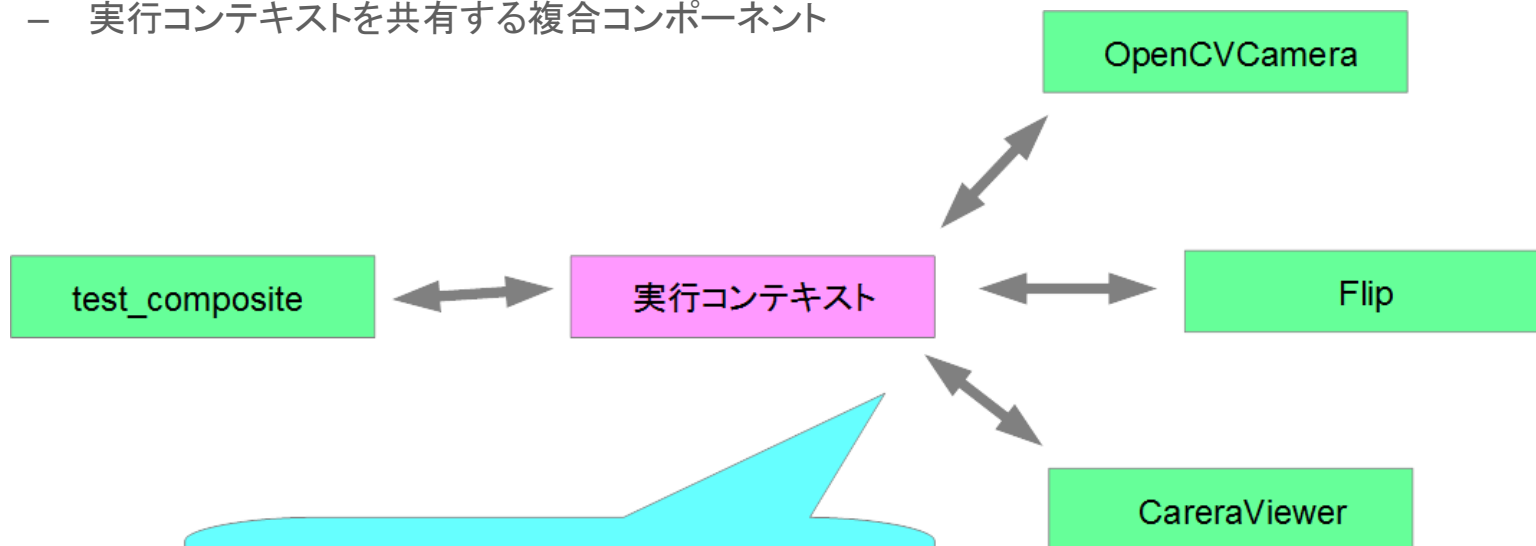 – 実行コンテキストを共有する複合コンポーネント
OpenCVCamera
test_composite
実行コンテキスト
Flip
CareraViewer